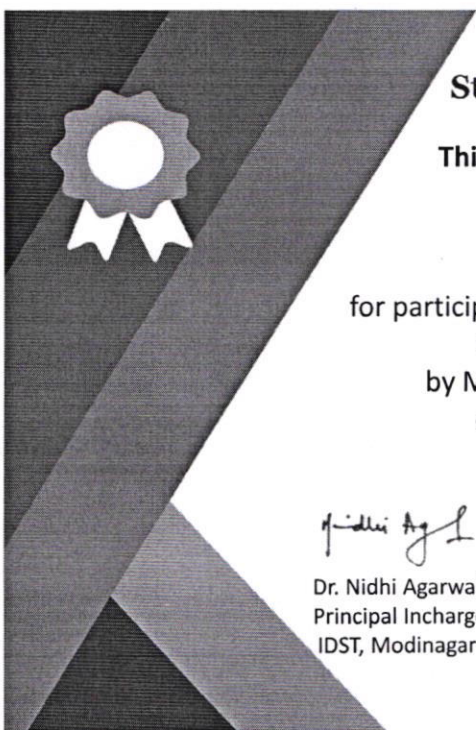 St
Thi
for particip
by M
Dr. Nidhi Agarwa
Principal Incharg
IDST, Modinagar